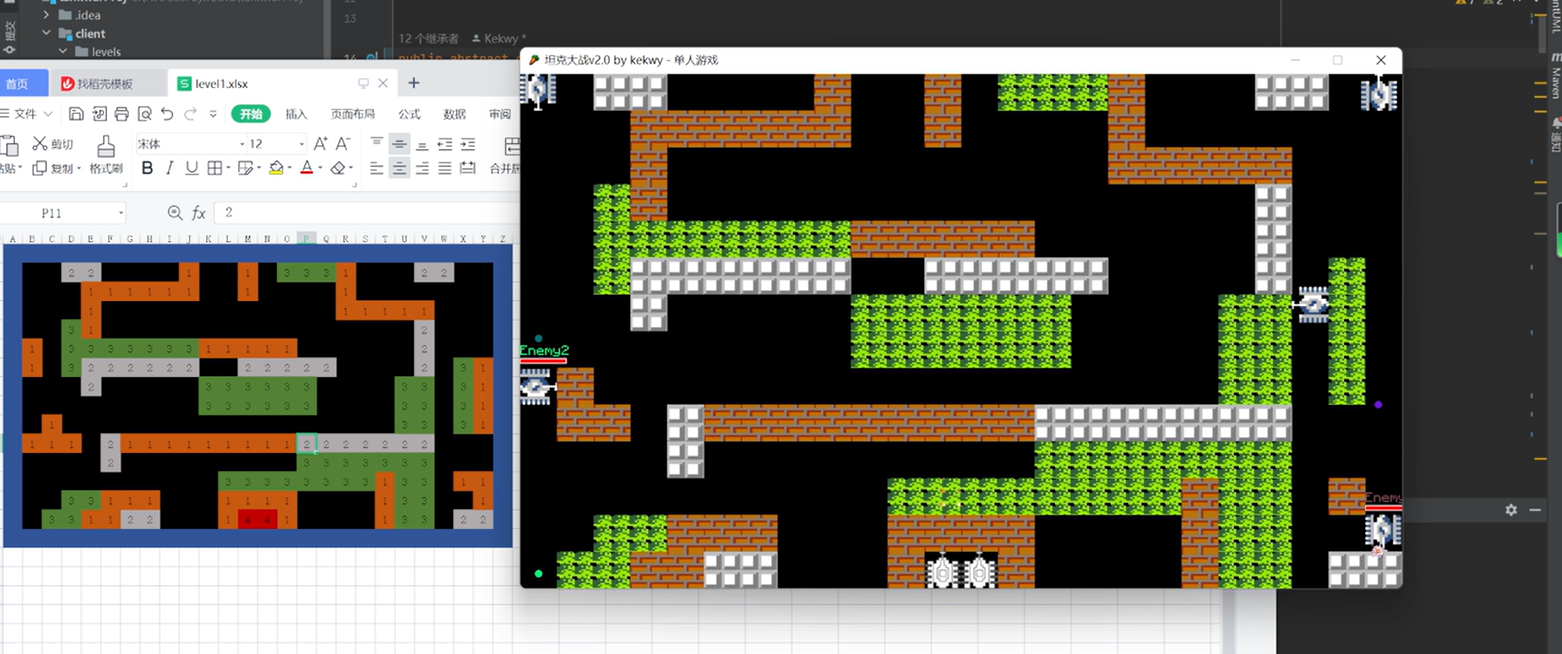 .idea
client
levels
13
12 个继承者 Kekwy *
首页
找稻壳模板
level1.xlsx
文件
开始
插入
页面布局
公式
数据
审阅
剪切
复制
格式刷
宋体
12
B I U
P11
fx 2
A B C D E F G H I J K L M N O P Q R S T U V W X Y Z
2 2 1 1 3 3 3 1 2 2
1 1 1 1 1 1 1 1
1 1 1 1 1 1
3 1 2
1 3 3 3 3 3 3 3 1 1 1 1 1 2
1 3 2 2 2 2 2 2 2 2 2 2 2 2 3 1
2 3 3 3 3 3 3 3 3 3 1
3 3 3 3 3 3 3 3 3 1
1 3 3 3 1
1 1 1 2 1 1 1 1 1 1 1 1 1 2 2 2 2 2 2 2
2 3 3 3 3 3 3 3
3 3 3 3 3 3 3 3 1 3 3 1 1
3 3 1 1 1 1 1 1 1 1 3 3 1
3 3 1 1 2 2 1 4 4 1 1 3 3 2 2
坦克大战v2.0 by kekwy - 单人游戏
Enemy2
Enemy
Maven